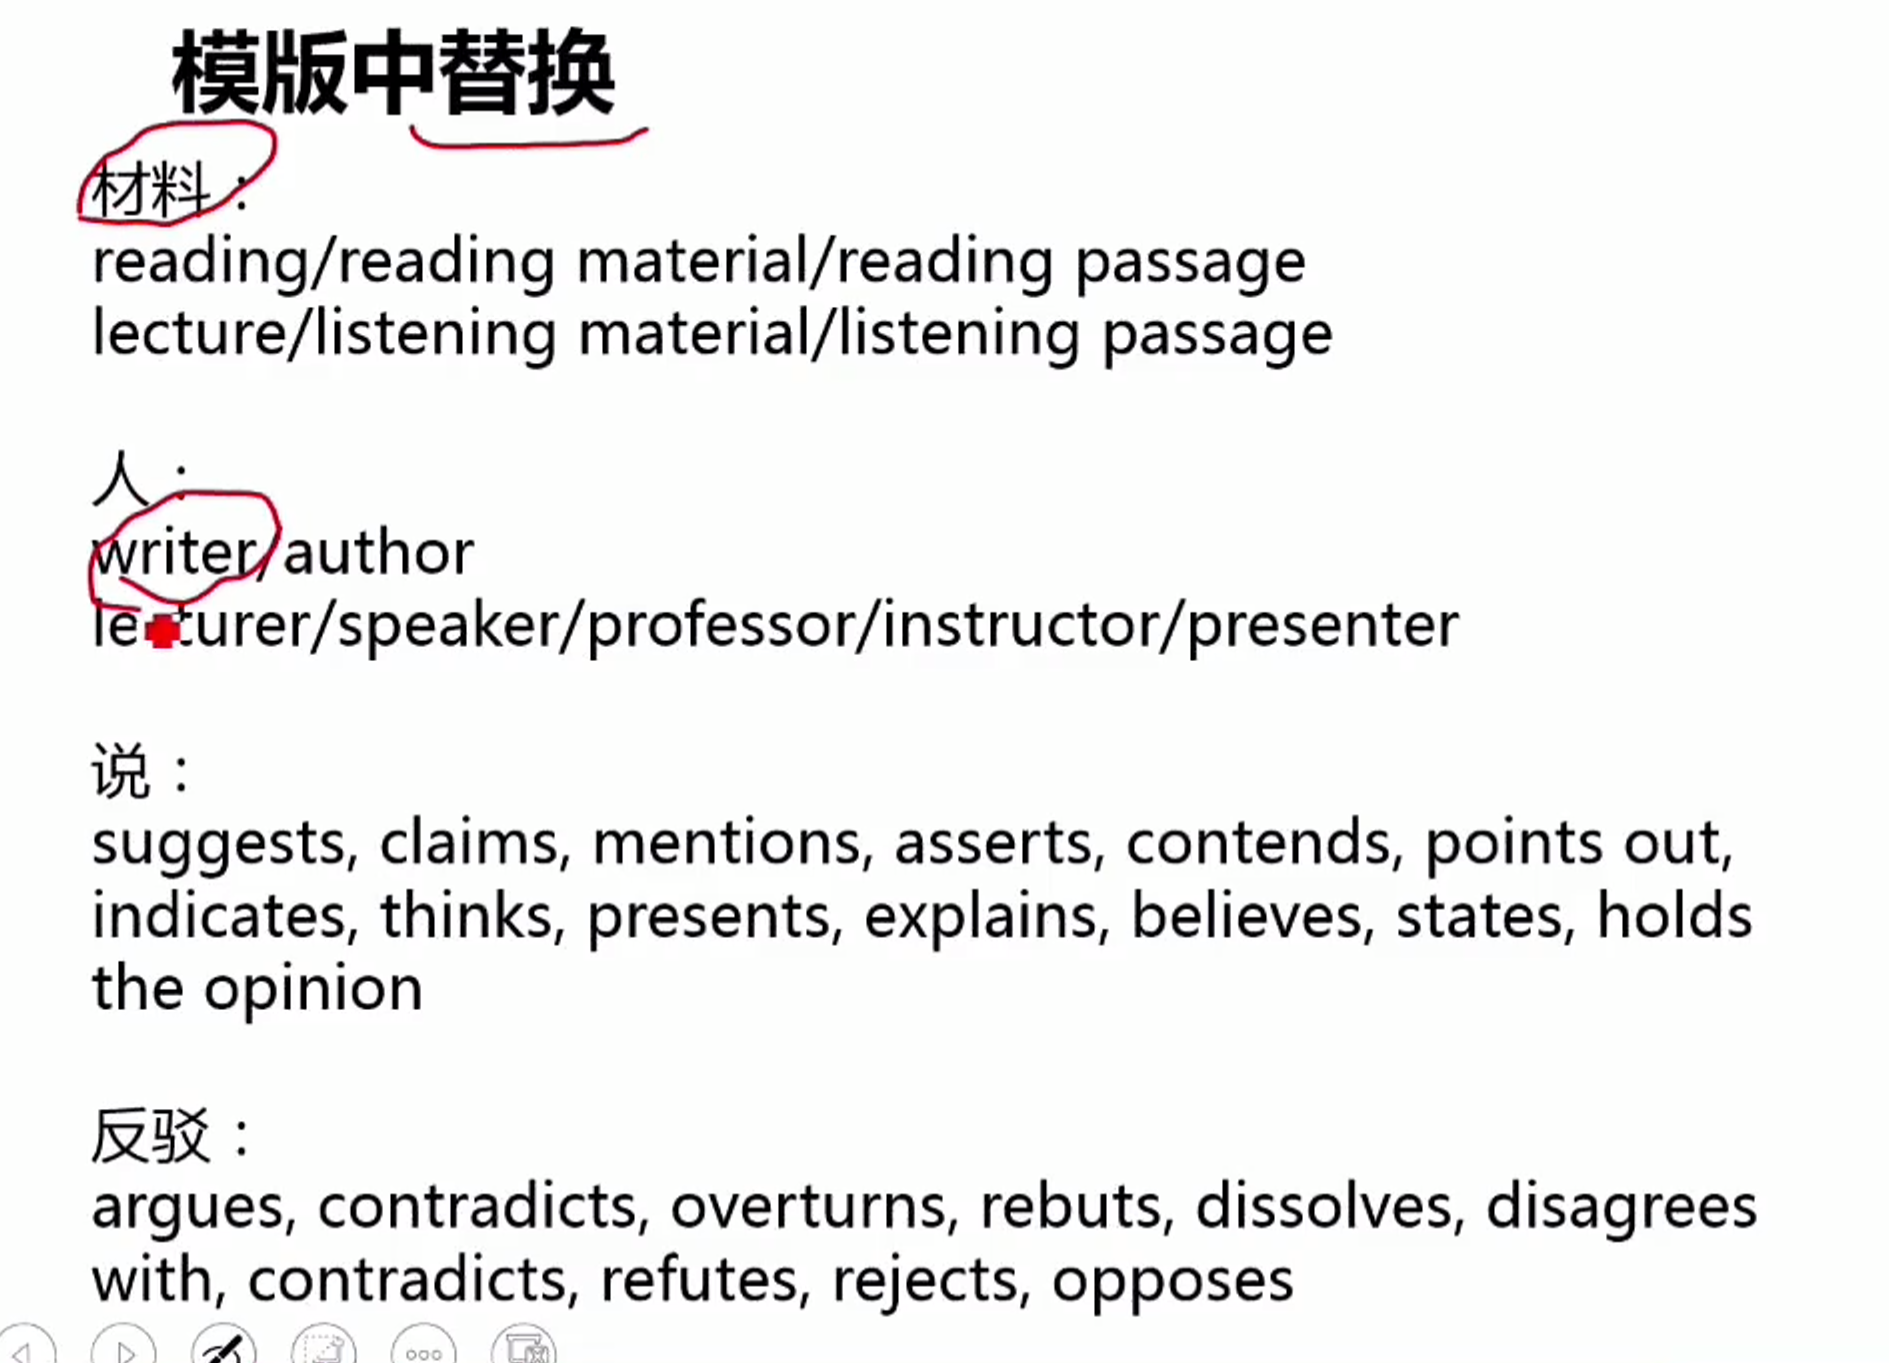 模版中替换
材料：
reading/reading material/reading passage
lecture/listening material/listening passage
人：
writer/author
lecturer/speaker/professor/instructor/presenter
说：
suggests, claims, mentions, asserts, contends, points out,
indicates, thinks, presents, explains, believes, states, holds
the opinion
反驳：
argues, contradicts, overturns, rebuts, dissolves, disagrees
with, contradicts, refutes, rejects, opposes